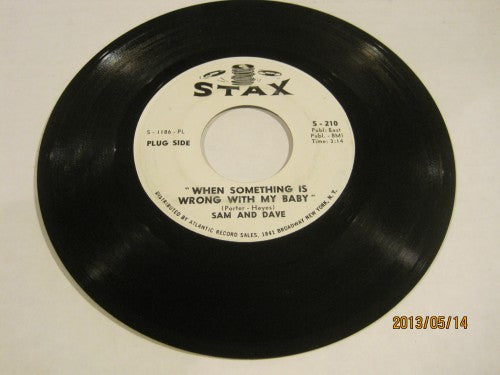 STAX
S-1186-PL
PLUG SIDE
S - 210
Publ: East
Publ. - BMI
Time: 3:14
"WHEN SOMETHING IS
WRONG WITH MY BABY"
(Porter - Hayes)
SAM AND DAVE
DISTRIBUTED BY ATLANTIC RECORD SALES, 1841 BROADWAY NEW YORK, N.Y.
2013/05/14